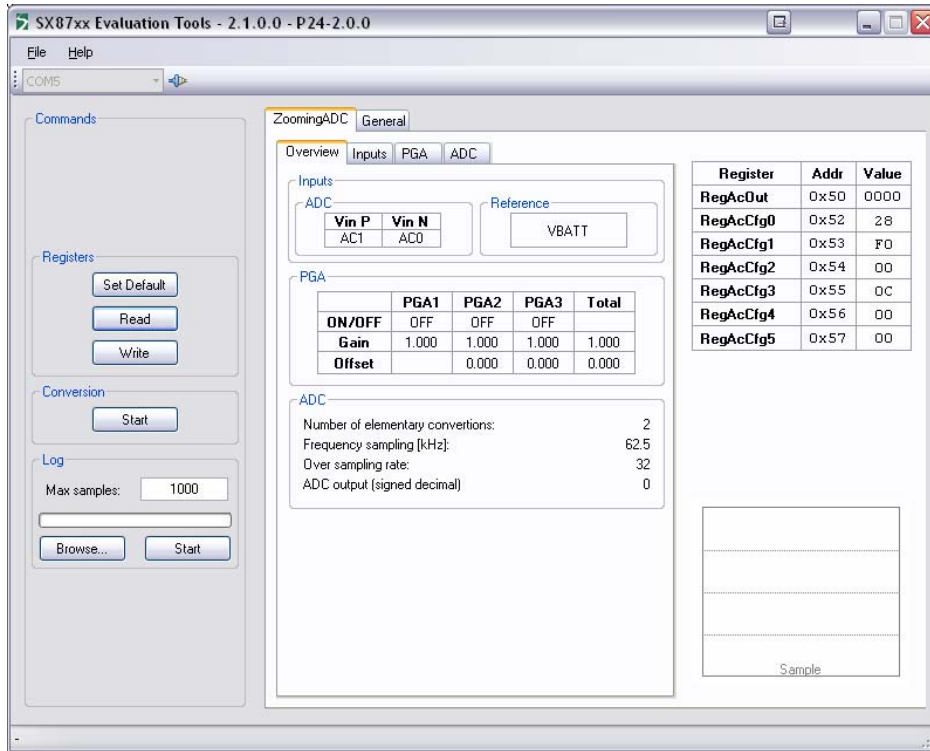 SX87xx Evaluation Tools - 2.1.0.0 - P24-2.0.0
File Help
COM5
Commands
Registers
Set Default
Read
Write
Conversion
Start
Log
Max samples: 1000
Browse... Start
ZoomingADC General
Overview Inputs PGA ADC
Inputs
ADC
Vin P Vin N
AC1 AC0
Reference
VBATT
PGA
PGA1 PGA2 PGA3 Total
ON/OFF OFF OFF OFF
Gain 1.000 1.000 1.000 1.000
Offset 0.000 0.000 0.000
ADC
Number of elementary convertions: 2
Frequency sampling [kHz]: 62.5
Over sampling rate: 32
ADC output (signed decimal) 0
Register Addr Value
RegAcOut 0x50 0000
RegAcCfg0 0x52 28
RegAcCfg1 0x53 F0
RegAcCfg2 0x54 00
RegAcCfg3 0x55 0C
RegAcCfg4 0x56 00
RegAcCfg5 0x57 00
Sample
-